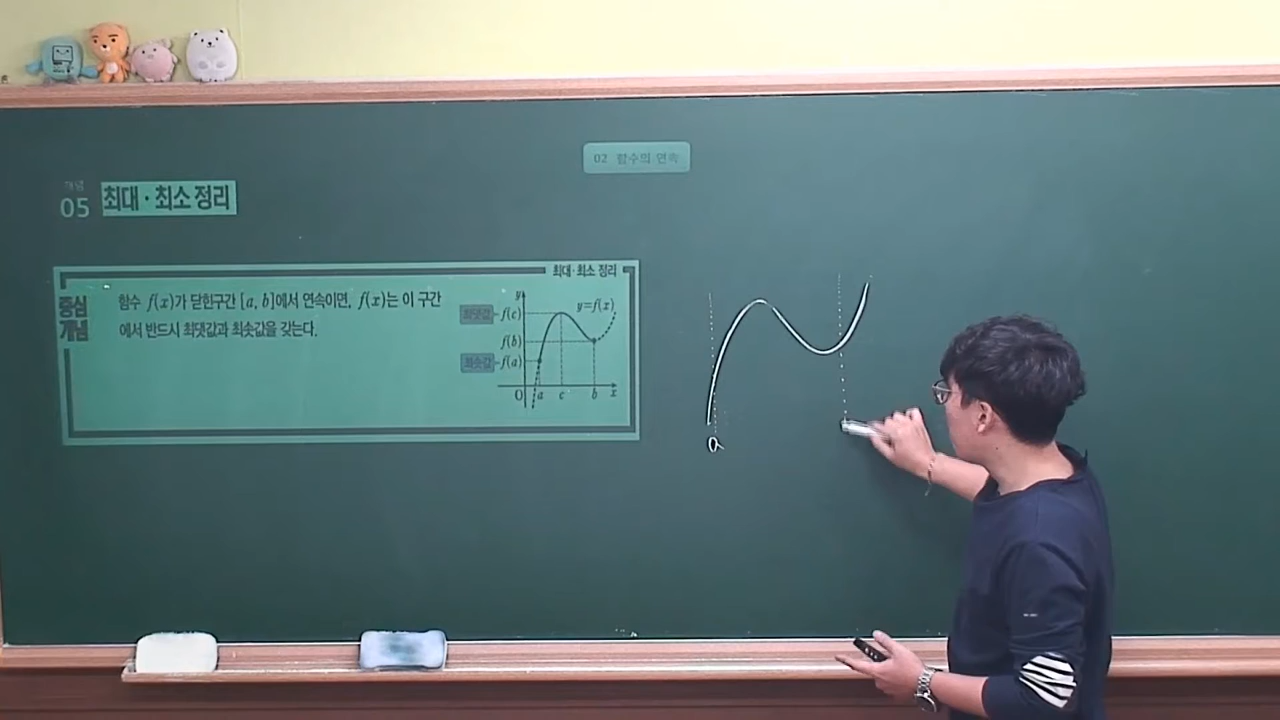 02 함수의 연속
개념
05 최대·최소 정리
최대·최소 정리
중심
개념
함수 f(x)가 닫힌구간 [a, b]에서 연속이면, f(x)는 이 구간
에서 반드시 최댓값과 최솟값을 갖는다.
y
y=f(x)
최댓값 f(c)
f(b)
최솟값 f(a)
O a c b x
a